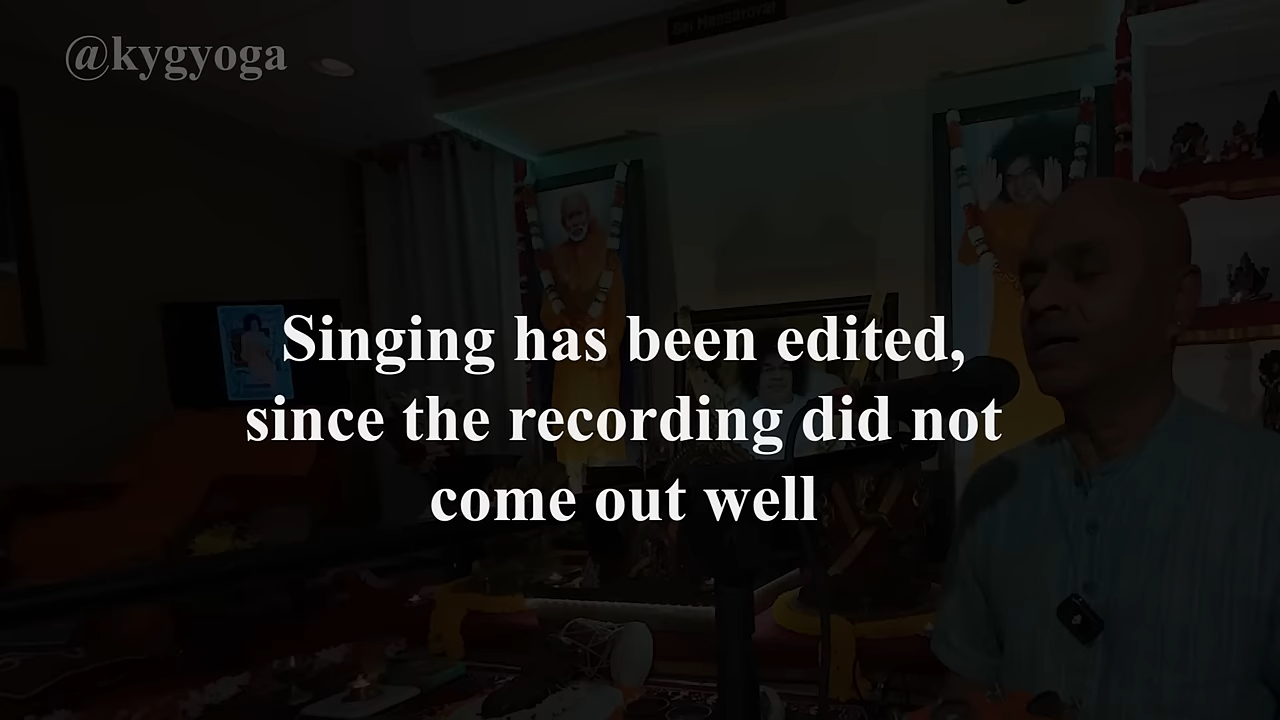 @kygyoga
Singing has been edited,
since the recording did not
come out well